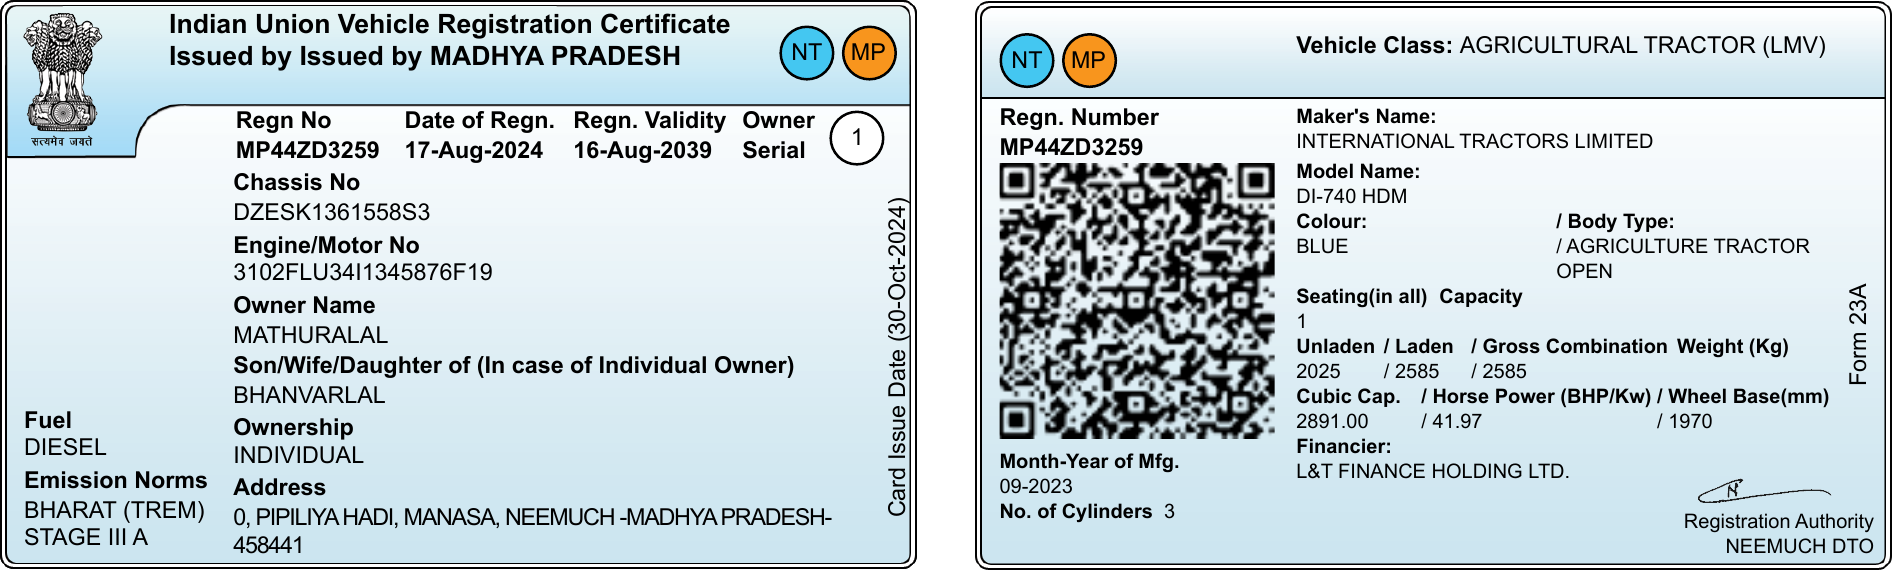 Indian Union Vehicle Registration Certificate
Issued by Issued by MADHYA PRADESH
NT MP
सत्यमेव जयते
Regn No Date of Regn. Regn. Validity Owner
MP44ZD3259 17-Aug-2024 16-Aug-2039 Serial 1
Chassis No
DZESK1361558S3
Engine/Motor No
3102FLU34I1345876F19
Owner Name
MATHURALAL
Son/Wife/Daughter of (In case of Individual Owner)
BHANVARLAL
Ownership
INDIVIDUAL
Address
0, PIPILIYA HADI, MANASA, NEEMUCH -MADHYA PRADESH-
458441
Fuel
DIESEL
Emission Norms
BHARAT (TREM)
STAGE III A
Card Issue Date (30-Oct-2024)
NT MP
Vehicle Class: AGRICULTURAL TRACTOR (LMV)
Regn. Number
MP44ZD3259
Month-Year of Mfg.
09-2023
No. of Cylinders 3
Maker's Name:
INTERNATIONAL TRACTORS LIMITED
Model Name:
DI-740 HDM
Colour: / Body Type:
BLUE / AGRICULTURE TRACTOR
OPEN
Seating(in all) Capacity
1
Unladen / Laden / Gross Combination Weight (Kg)
2025 / 2585 / 2585
Cubic Cap. / Horse Power (BHP/Kw) / Wheel Base(mm)
2891.00 / 41.97 / 1970
Financier:
L&T FINANCE HOLDING LTD.
Form 23A
Registration Authority
NEEMUCH DTO